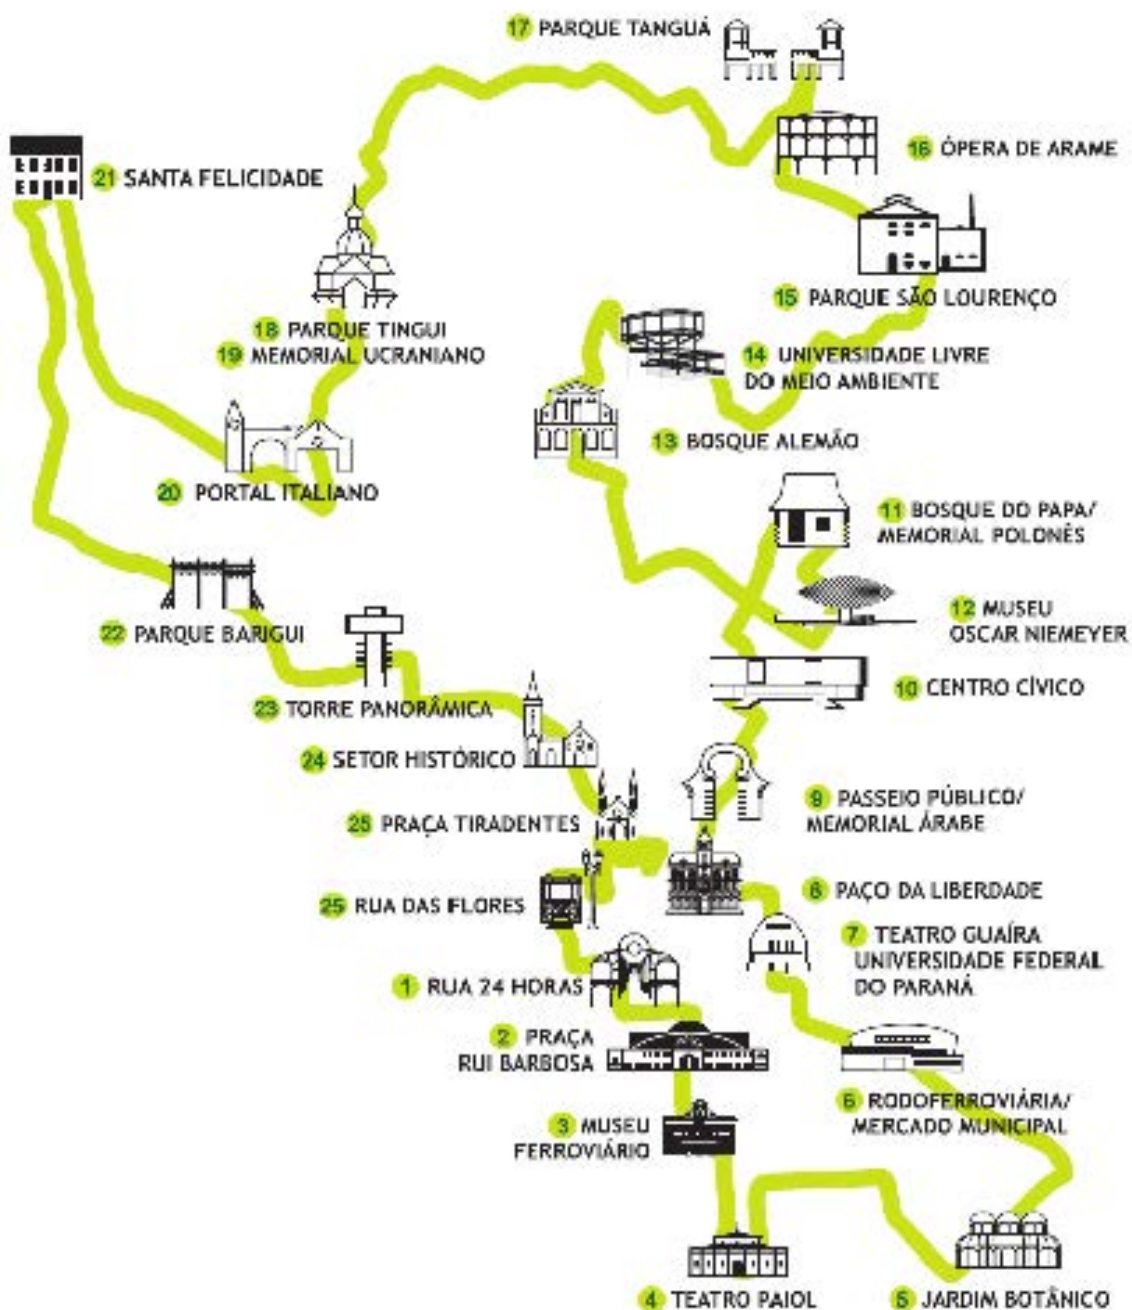 17 PARQUE TANGUÁ
16 ÓPERA DE ARAME
21 SANTA FELICIDADE
15 PARQUE SÃO LOURENÇO
18 PARQUE TINGUI
19 MEMORIAL UCRANIANO
14 UNIVERSIDADE LIVRE
DO MEIO AMBIENTE
13 BOSQUE ALEMÃO
20 PORTAL ITALIANO
11 BOSQUE DO PAPA/
MEMORIAL POLONÊS
12 MUSEU
OSCAR NIEMEYER
22 PARQUE BARIGUI
10 CENTRO CÍVICO
23 TORRE PANORÂMICA
24 SETOR HISTÓRICO
9 PASSEIO PÚBLICO/
MEMORIAL ÁRABE
25 PRAÇA TIRADENTES
8 PAÇO DA LIBERDADE
25 RUA DAS FLORES
7 TEATRO GUAÍRA
UNIVERSIDADE FEDERAL
DO PARANÁ
1 RUA 24 HORAS
2 PRAÇA
RUI BARBOSA
6 RODOFERROVIÁRIA/
MERCADO MUNICIPAL
3 MUSEU
FERROVIÁRIO
4 TEATRO PAIOL
5 JARDIM BOTÂNICO